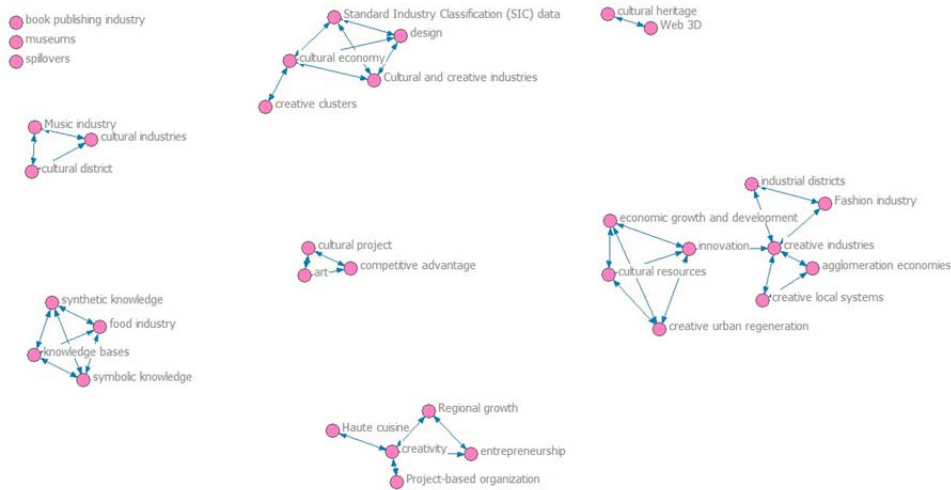 book publishing industry
museums
spillovers
Standard Industry Classification (SIC) data
design
cultural economy
Cultural and creative industries
creative clusters
cultural heritage
Web 3D
Music industry
cultural industries
cultural district
industrial districts
Fashion industry
economic growth and development
innovation
creative industries
cultural resources
agglomeration economies
creative local systems
creative urban regeneration
cultural project
competitive advantage
art
synthetic knowledge
food industry
knowledge bases
symbolic knowledge
Regional growth
Haute cuisine
creativity
entrepreneurship
Project-based organization